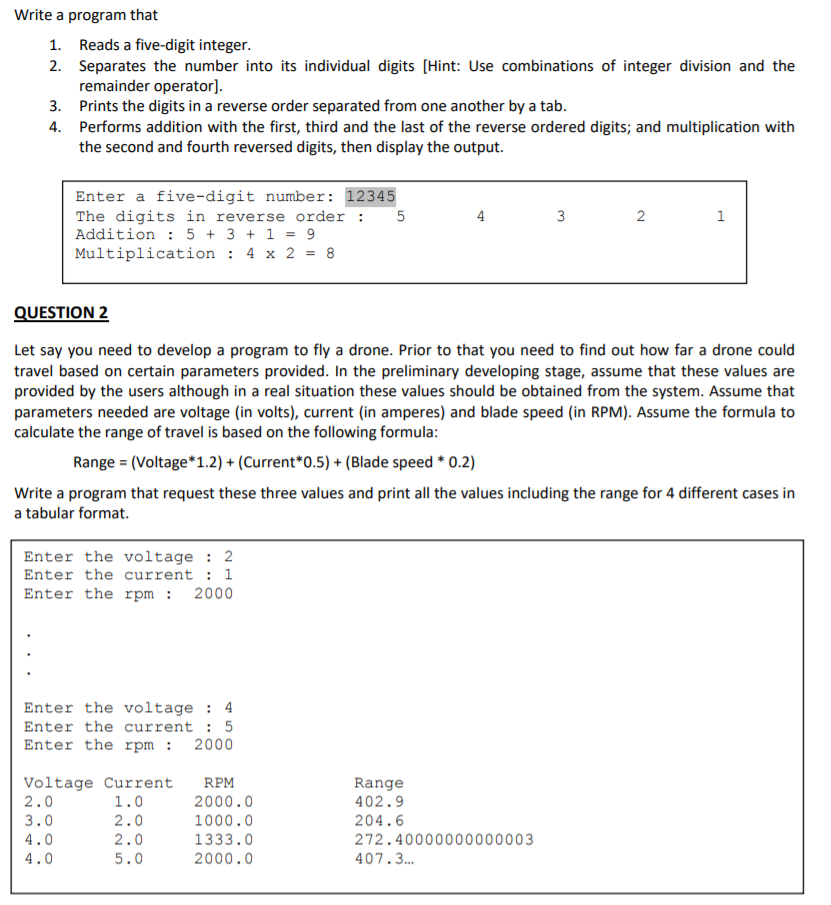 Write a program that
1. Reads a five-digit integer.
2. Separates the number into its individual digits [Hint: Use combinations of integer division and the
remainder operator].
3. Prints the digits in a reverse order separated from one another by a tab.
4. Performs addition with the first, third and the last of the reverse ordered digits; and multiplication with
the second and fourth reversed digits, then display the output.
Enter a five-digit number: 12345
The digits in reverse order : 5 4 3 2 1
Addition : 5 + 3 + 1 = 9
Multiplication : 4 x 2 = 8
QUESTION 2
Let say you need to develop a program to fly a drone. Prior to that you need to find out how far a drone could
travel based on certain parameters provided. In the preliminary developing stage, assume that these values are
provided by the users although in a real situation these values should be obtained from the system. Assume that
parameters needed are voltage (in volts), current (in amperes) and blade speed (in RPM). Assume the formula to
calculate the range of travel is based on the following formula:
Range = (Voltage*1.2) + (Current*0.5) + (Blade speed * 0.2)
Write a program that request these three values and print all the values including the range for 4 different cases in
a tabular format.
Enter the voltage : 2
Enter the current : 1
Enter the rpm : 2000
.
.
.
Enter the voltage : 4
Enter the current : 5
Enter the rpm : 2000
Voltage Current RPM Range
2.0 1.0 2000.0 402.9
3.0 2.0 1000.0 204.6
4.0 2.0 1333.0 272.40000000000003
4.0 5.0 2000.0 407.3…